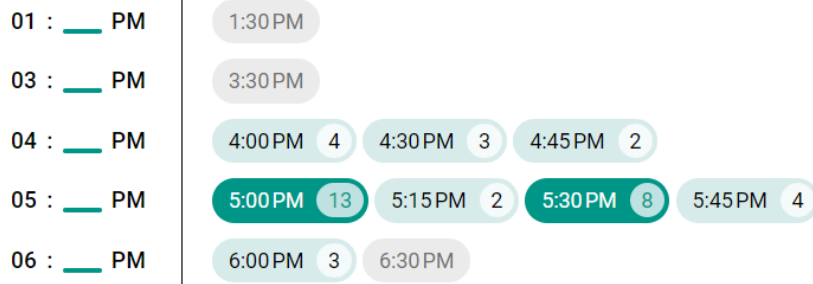 01 : __ PM 1:30 PM
03 : __ PM 3:30 PM
04 : __ PM 4:00 PM 4 4:30 PM 3 4:45 PM 2
05 : __ PM 5:00 PM 13 5:15 PM 2 5:30 PM 8 5:45 PM 4
06 : __ PM 6:00 PM 3 6:30 PM